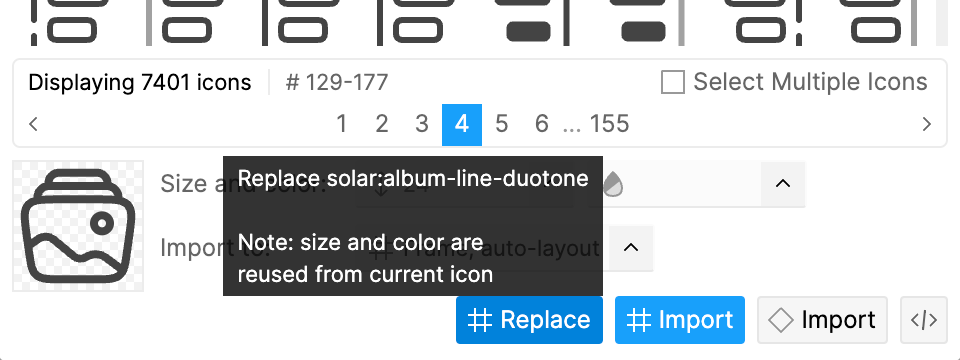 Displaying 7401 icons # 129-177 Select Multiple Icons
‹ 1 2 3 4 5 6 ... 155 ›
Size and color: 24
Replace solar:album-line-duotone
Import to: # Frame, auto-layout
Note: size and color are
reused from current icon
Replace Import Import </>